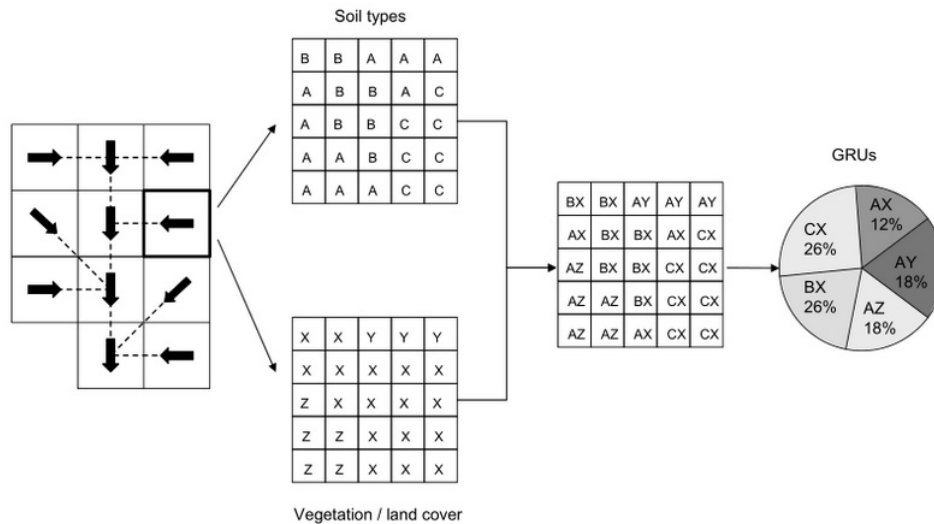 Soil types
B B A A A
A B B A C
A B B C C
A A B C C
A A A C C
X X Y Y Y
X X X X X
Z X X X X
Z Z X X X
Z Z X X X
Vegetation / land cover
BX BX AY AY AY
AX BX BX AX CX
AZ BX BX CX CX
AZ AZ BX CX CX
AZ AZ AX CX CX
GRUs
AX
12%
AY
18%
AZ
18%
BX
26%
CX
26%